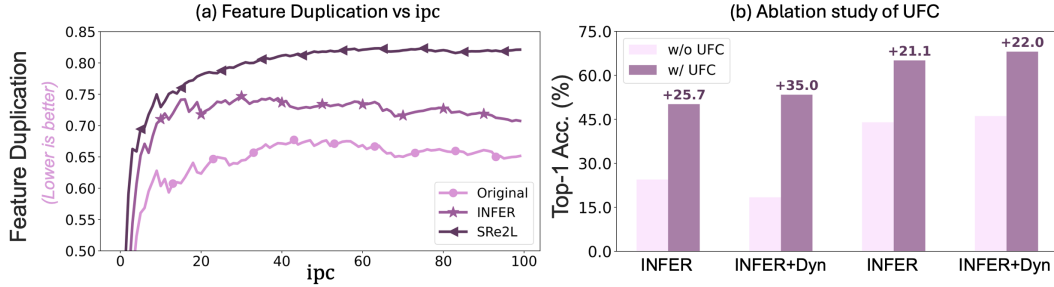 (a) Feature Duplication vs ipc
Feature Duplication
(Lower is better)
0.85
0.80
0.75
0.70
0.65
0.60
0.55
0.50
0
20
40
60
80
100
ipc
Original
INFER
SRe2L
(b) Ablation study of UFC
Top-1 Acc. (%)
75.0
60.0
45.0
30.0
15.0
0.0
w/o UFC
w/ UFC
+25.7
+35.0
+21.1
+22.0
INFER
INFER+Dyn
INFER
INFER+Dyn